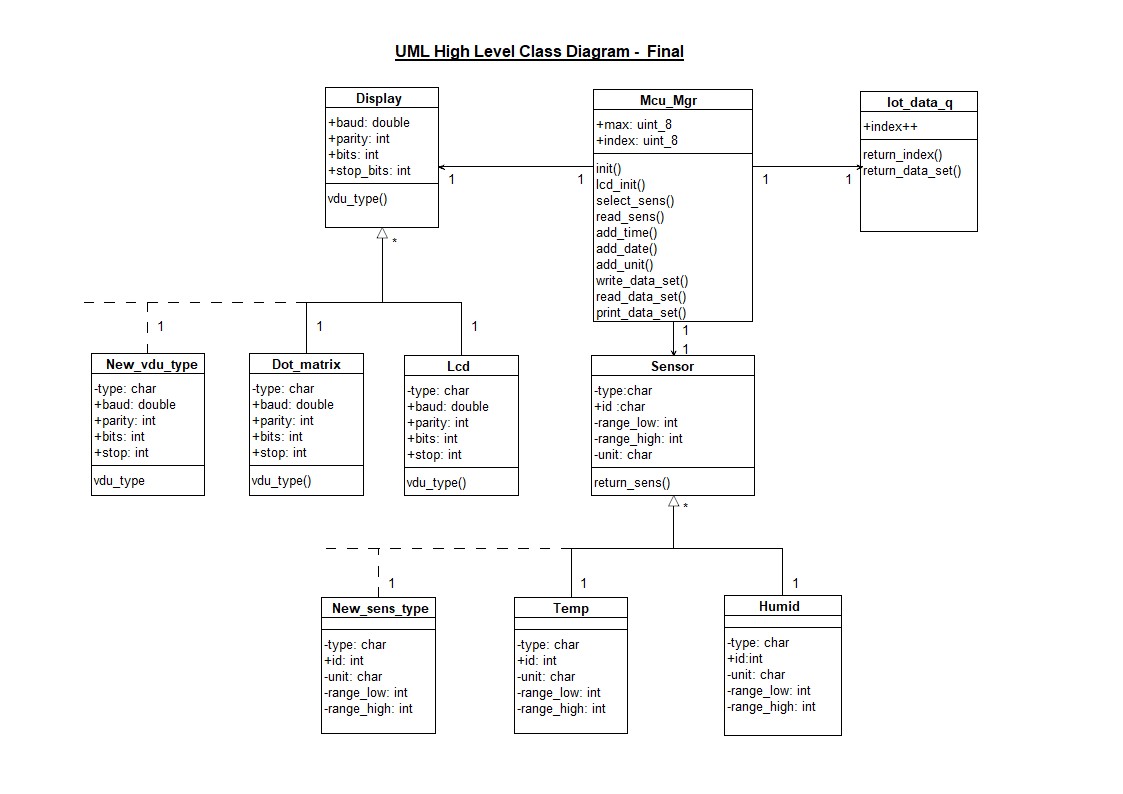 UML High Level Class Diagram - Final
Display
+baud: double
+parity: int
+bits: int
+stop_bits: int
vdu_type()
Mcu_Mgr
+max: uint_8
+index: uint_8
init()
lcd_init()
select_sens()
read_sens()
add_time()
add_date()
add_unit()
write_data_set()
read_data_set()
print_data_set()
Iot_data_q
+index++
return_index()
return_data_set()
1
1
1
1
*
1
1
1
1
1
New_vdu_type
-type: char
+baud: double
+parity: int
+bits: int
+stop: int
vdu_type
Dot_matrix
-type: char
+baud: double
+parity: int
+bits: int
+stop: int
vdu_type()
Lcd
-type: char
+baud: double
+parity: int
+bits: int
+stop: int
vdu_type()
Sensor
-type:char
+id :char
-range_low: int
-range_high: int
-unit: char
return_sens()
*
1
1
1
New_sens_type
-type: char
+id: int
-unit: char
-range_low: int
-range_high: int
Temp
-type: char
+id: int
-unit: char
-range_low: int
-range_high: int
Humid
-type: char
+id:int
-unit: char
-range_low: int
-range_high: int